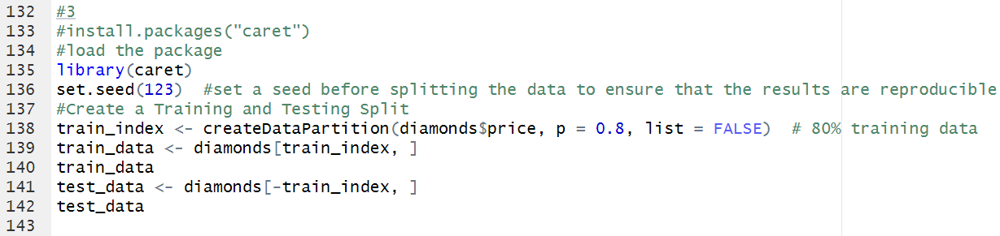 132 #3
133 #install.packages("caret")
134 #load the package
135 library(caret)
136 set.seed(123)  #set a seed before splitting the data to ensure that the results are reproducible
137 #Create a Training and Testing Split
138 train_index <- createDataPartition(diamonds$price, p = 0.8, list = FALSE)  # 80% training data
139 train_data <- diamonds[train_index, ]
140 train_data
141 test_data <- diamonds[-train_index, ]
142 test_data
143